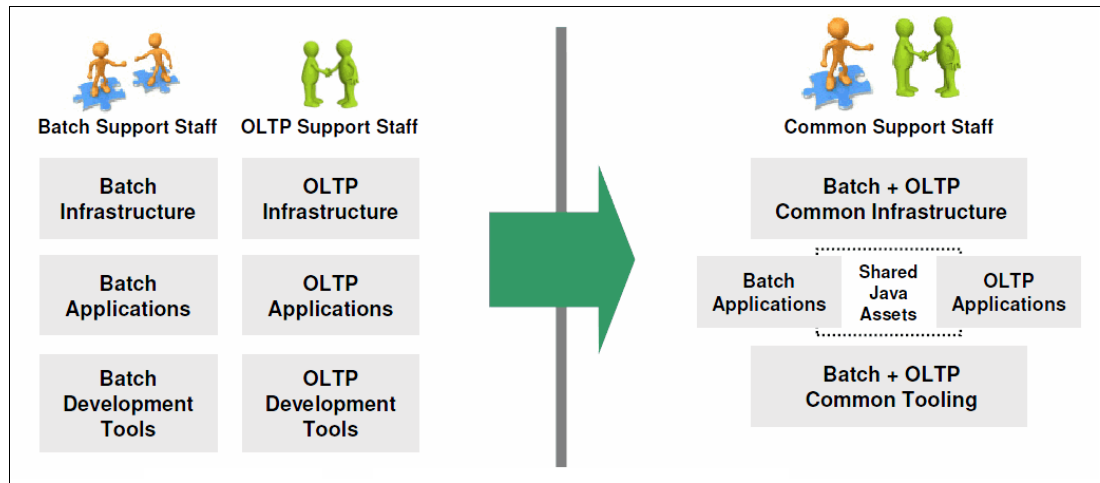 Batch Support Staff
OLTP Support Staff
Batch
Infrastructure
OLTP
Infrastructure
Batch
Applications
OLTP
Applications
Batch
Development
Tools
OLTP
Development
Tools
Common Support Staff
Batch + OLTP
Common Infrastructure
Batch
Applications
Shared
Java
Assets
OLTP
Applications
Batch + OLTP
Common Tooling